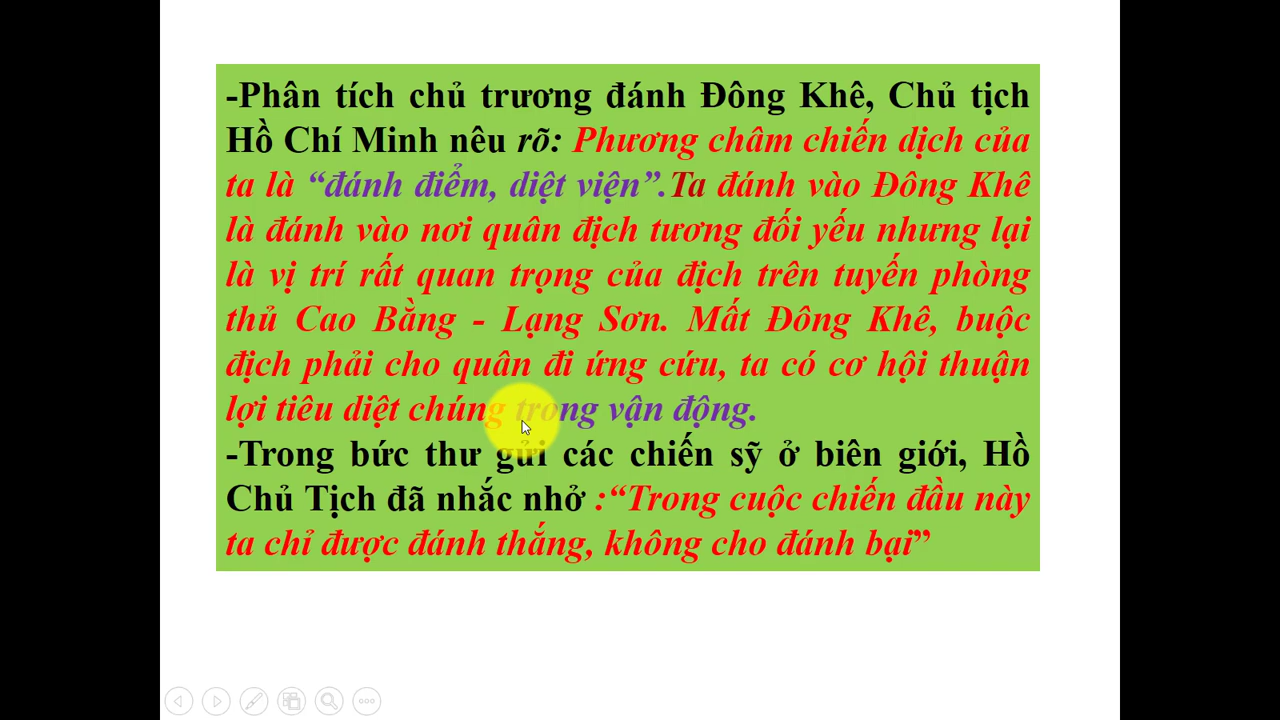 -Phân tích chủ trương đánh Đông Khê, Chủ tịch
Hồ Chí Minh nêu rõ: Phương châm chiến dịch của
ta là “đánh điểm, diệt viện”.Ta đánh vào Đông Khê
là đánh vào nơi quân địch tương đối yếu nhưng lại
là vị trí rất quan trọng của địch trên tuyến phòng
thủ Cao Bằng - Lạng Sơn. Mất Đông Khê, buộc
địch phải cho quân đi ứng cứu, ta có cơ hội thuận
lợi tiêu diệt chúng trong vận động.
-Trong bức thư gửi các chiến sỹ ở biên giới, Hồ
Chủ Tịch đã nhắc nhở :“Trong cuộc chiến đầu này
ta chỉ được đánh thắng, không cho đánh bại”